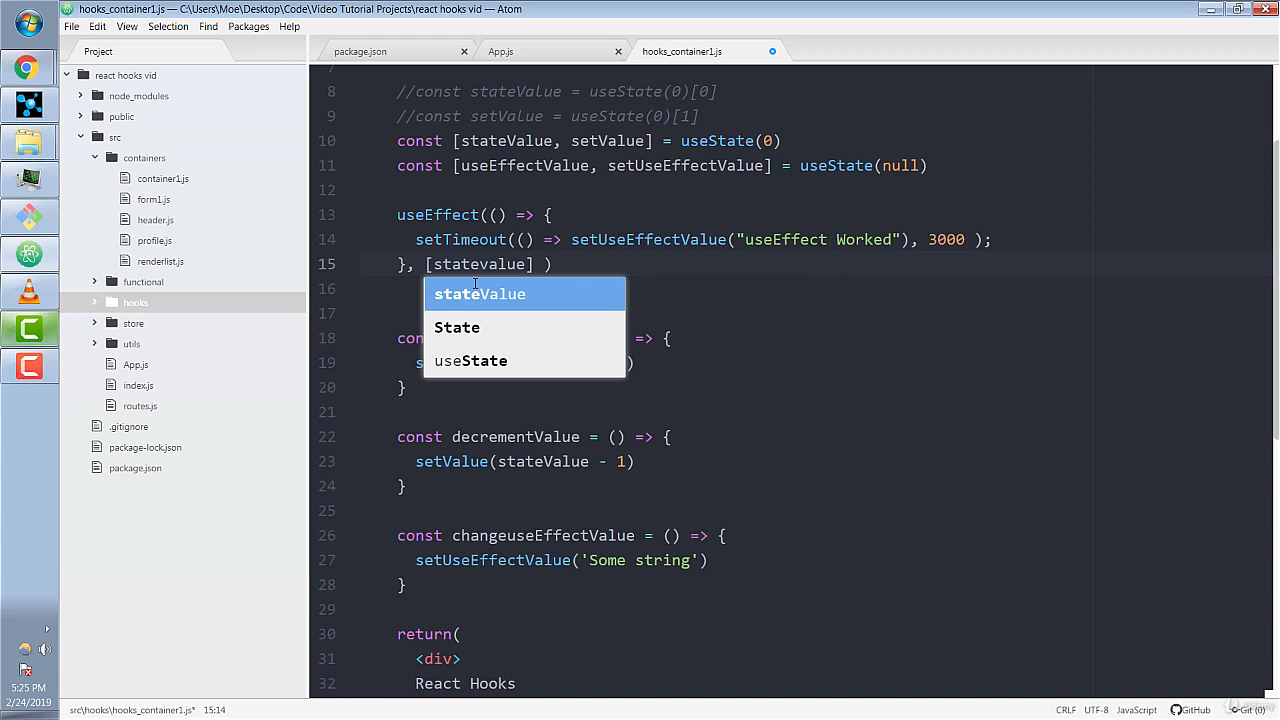 hooks_container1.js — C:\Users\Moe\Desktop\Code\Video Tutorial Projects\react hooks vid — Atom
File Edit View Selection Find Packages Help
Project
package.json
App.js
hooks_container1.js
react hooks vid
node_modules
public
src
containers
container1.js
form1.js
header.js
profile.js
renderlist.js
functional
hooks
store
utils
App.js
index.js
routes.js
.gitignore
package-lock.json
package.json
7
8 //const stateValue = useState(0)[0]
9 //const setValue = useState(0)[1]
10 const [stateValue, setValue] = useState(0)
11 const [useEffectValue, setUseEffectValue] = useState(null)
12
13 useEffect(() => {
14 setTimeout(() => setUseEffectValue("useEffect Worked"), 3000 );
15 }, [statevalue] )
stateValue
State
useState
16
17
18 con => {
19 s )
20 }
21
22 const decrementValue = () => {
23 setValue(stateValue - 1)
24 }
25
26 const changeuseEffectValue = () => {
27 setUseEffectValue('Some string')
28 }
29
30 return(
31 <div>
32 React Hooks
5:25 PM
2/24/2019
src\hooks\hooks_container1.js* 15:14
CRLF UTF-8 JavaScript GitHub Git (0)